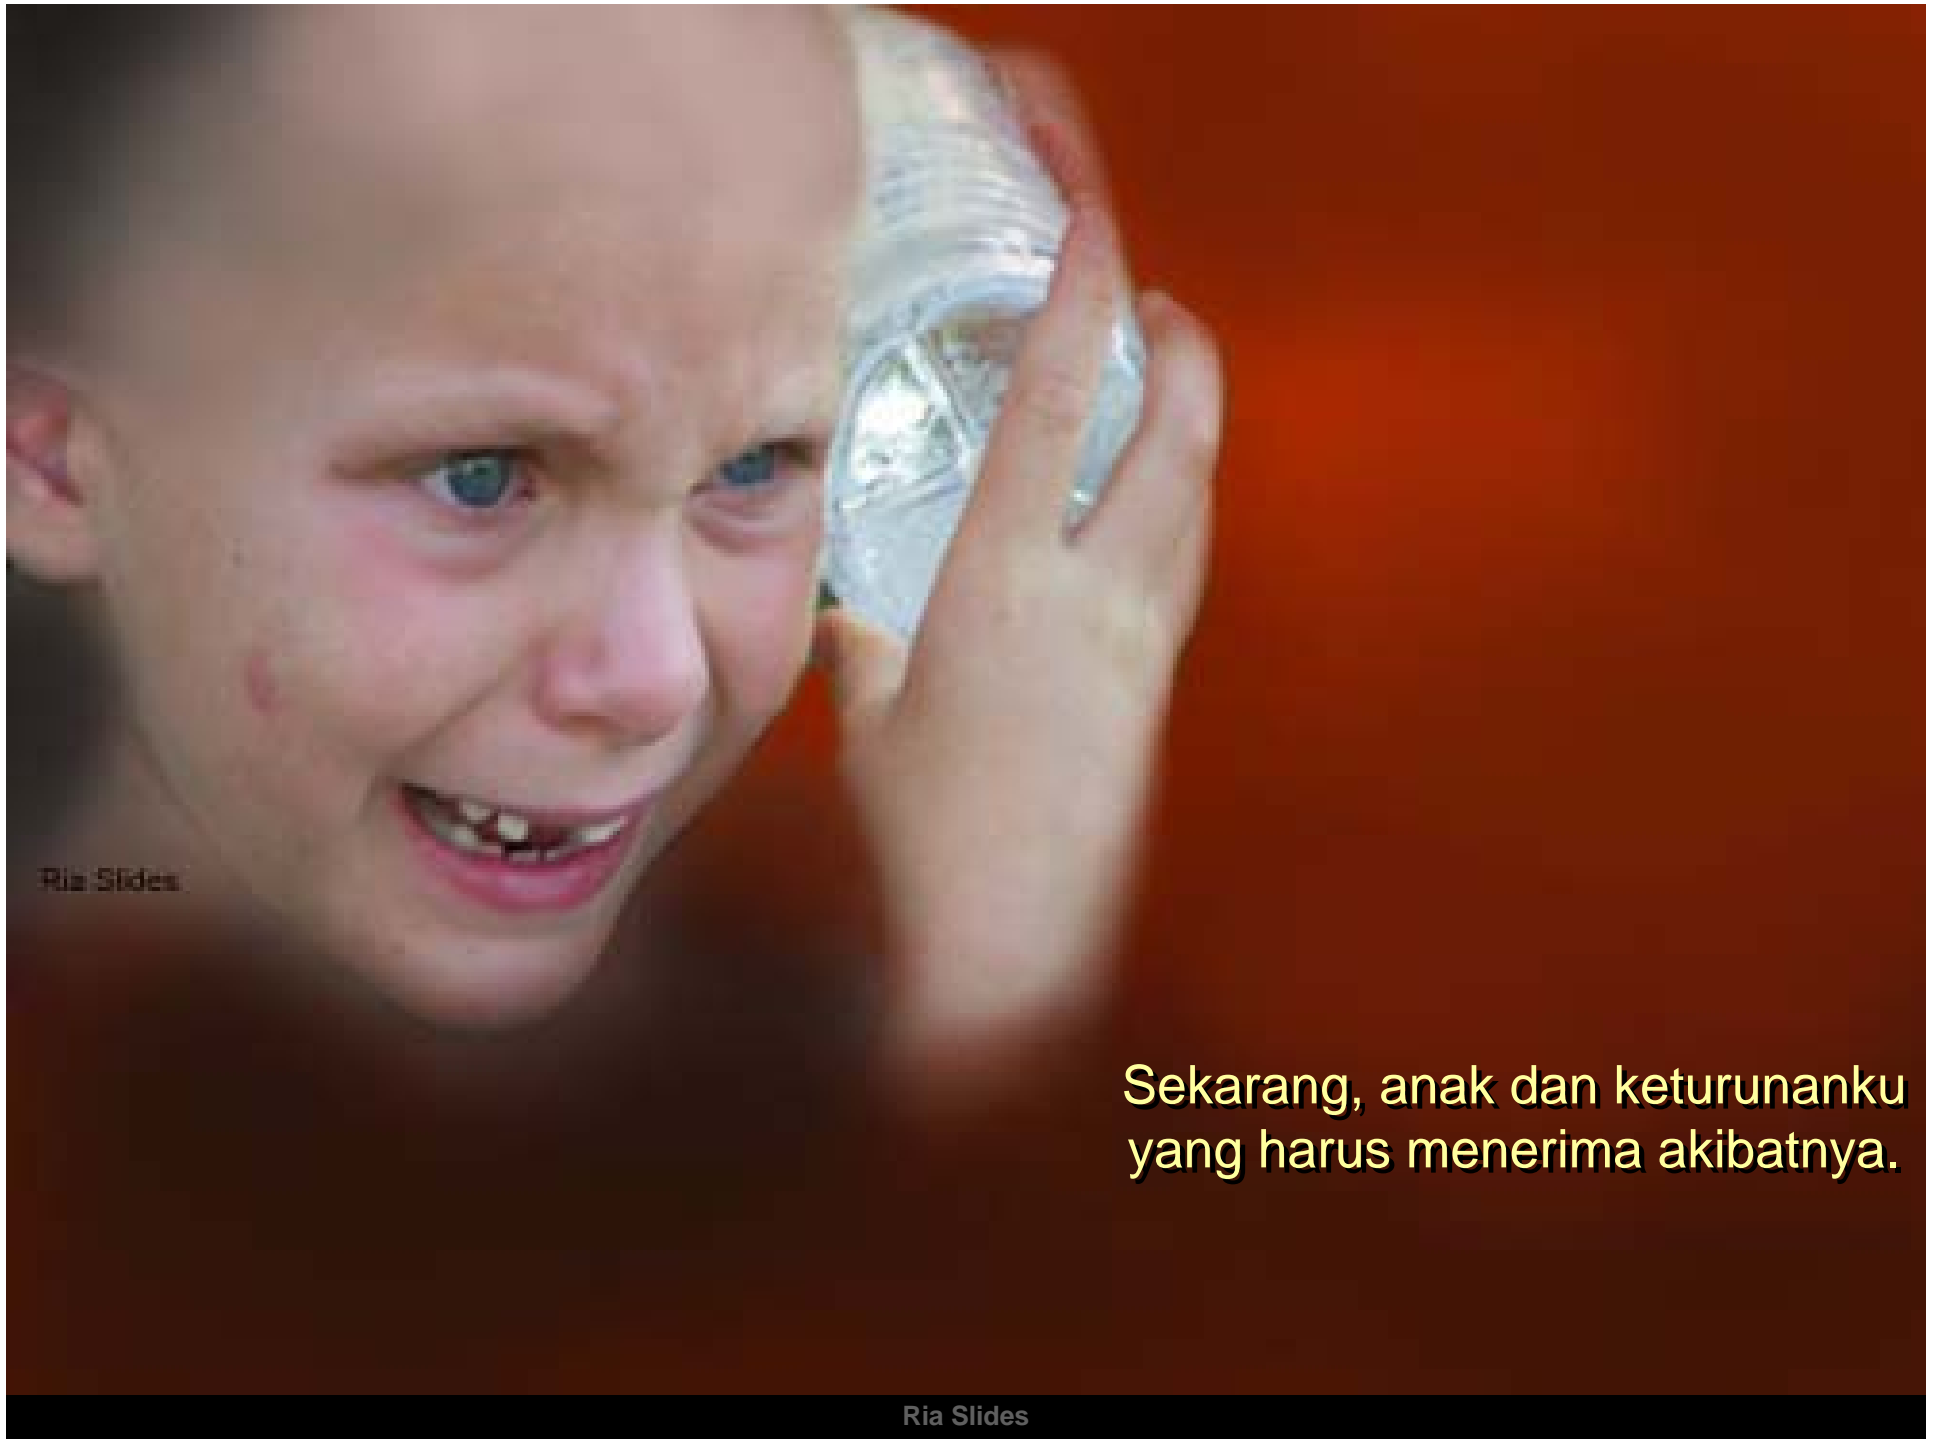 Ria Slides
Sekarang, anak dan keturunanku
yang harus menerima akibatnya.
Ria Slides